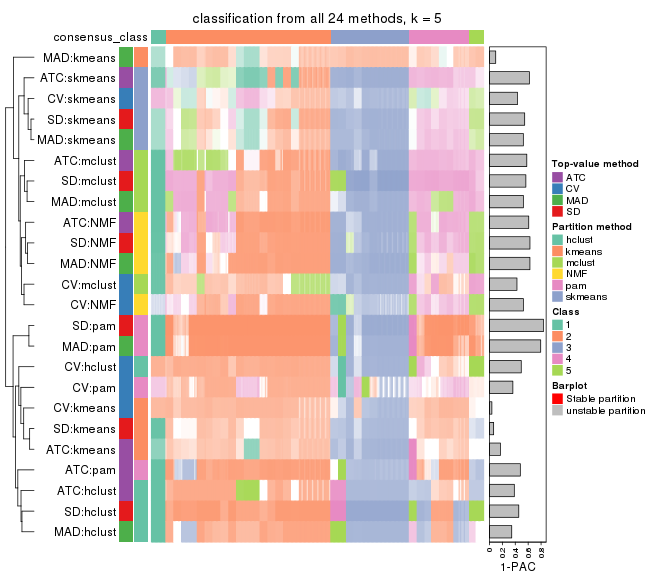 classification from all 24 methods, k = 5
consensus_class
MAD:kmeans
ATC:skmeans
CV:skmeans
SD:skmeans
MAD:skmeans
ATC:mclust
SD:mclust
MAD:mclust
ATC:NMF
SD:NMF
MAD:NMF
CV:mclust
CV:NMF
SD:pam
MAD:pam
CV:hclust
CV:pam
CV:kmeans
SD:kmeans
ATC:kmeans
ATC:pam
ATC:hclust
SD:hclust
MAD:hclust
0
0.2
0.4
0.6
0.8
1-PAC
Top-value method
ATC
CV
MAD
SD
Partition method
hclust
kmeans
mclust
NMF
pam
skmeans
Class
1
2
3
4
5
Barplot
Stable partition
unstable partition